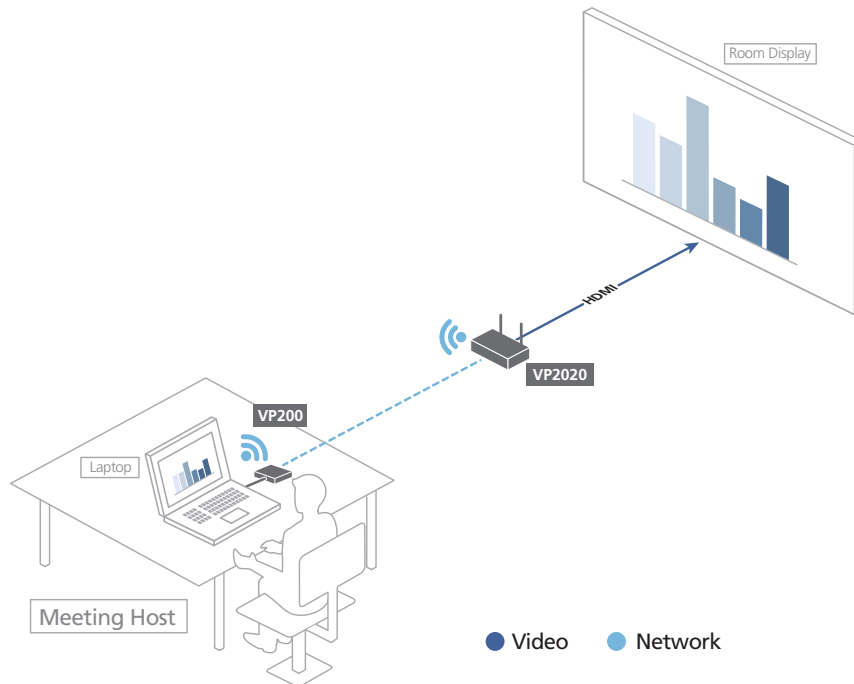 Room Display
HDMI
VP2020
VP200
Laptop
Meeting Host
Video
Network